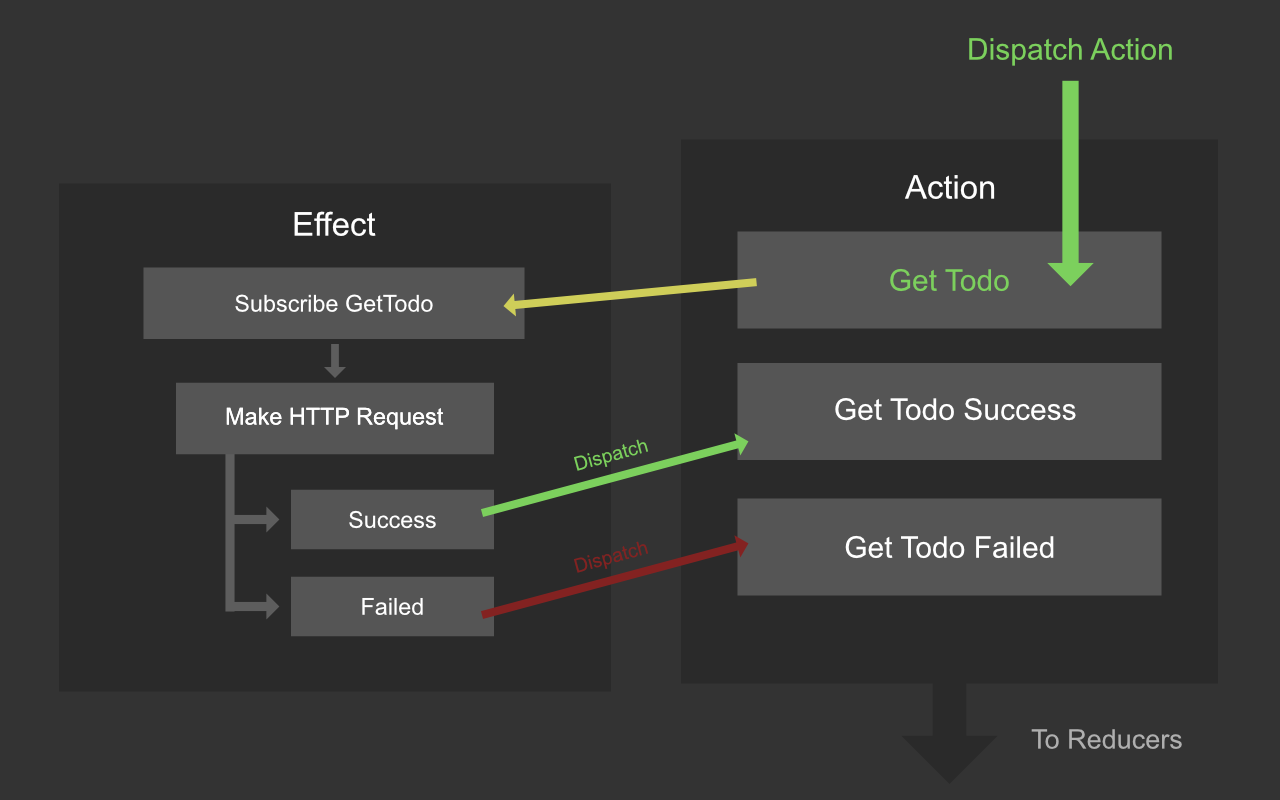 Dispatch Action
Effect
Subscribe GetTodo
Make HTTP Request
Success
Failed
Dispatch
Dispatch
Action
Get Todo
Get Todo Success
Get Todo Failed
To Reducers